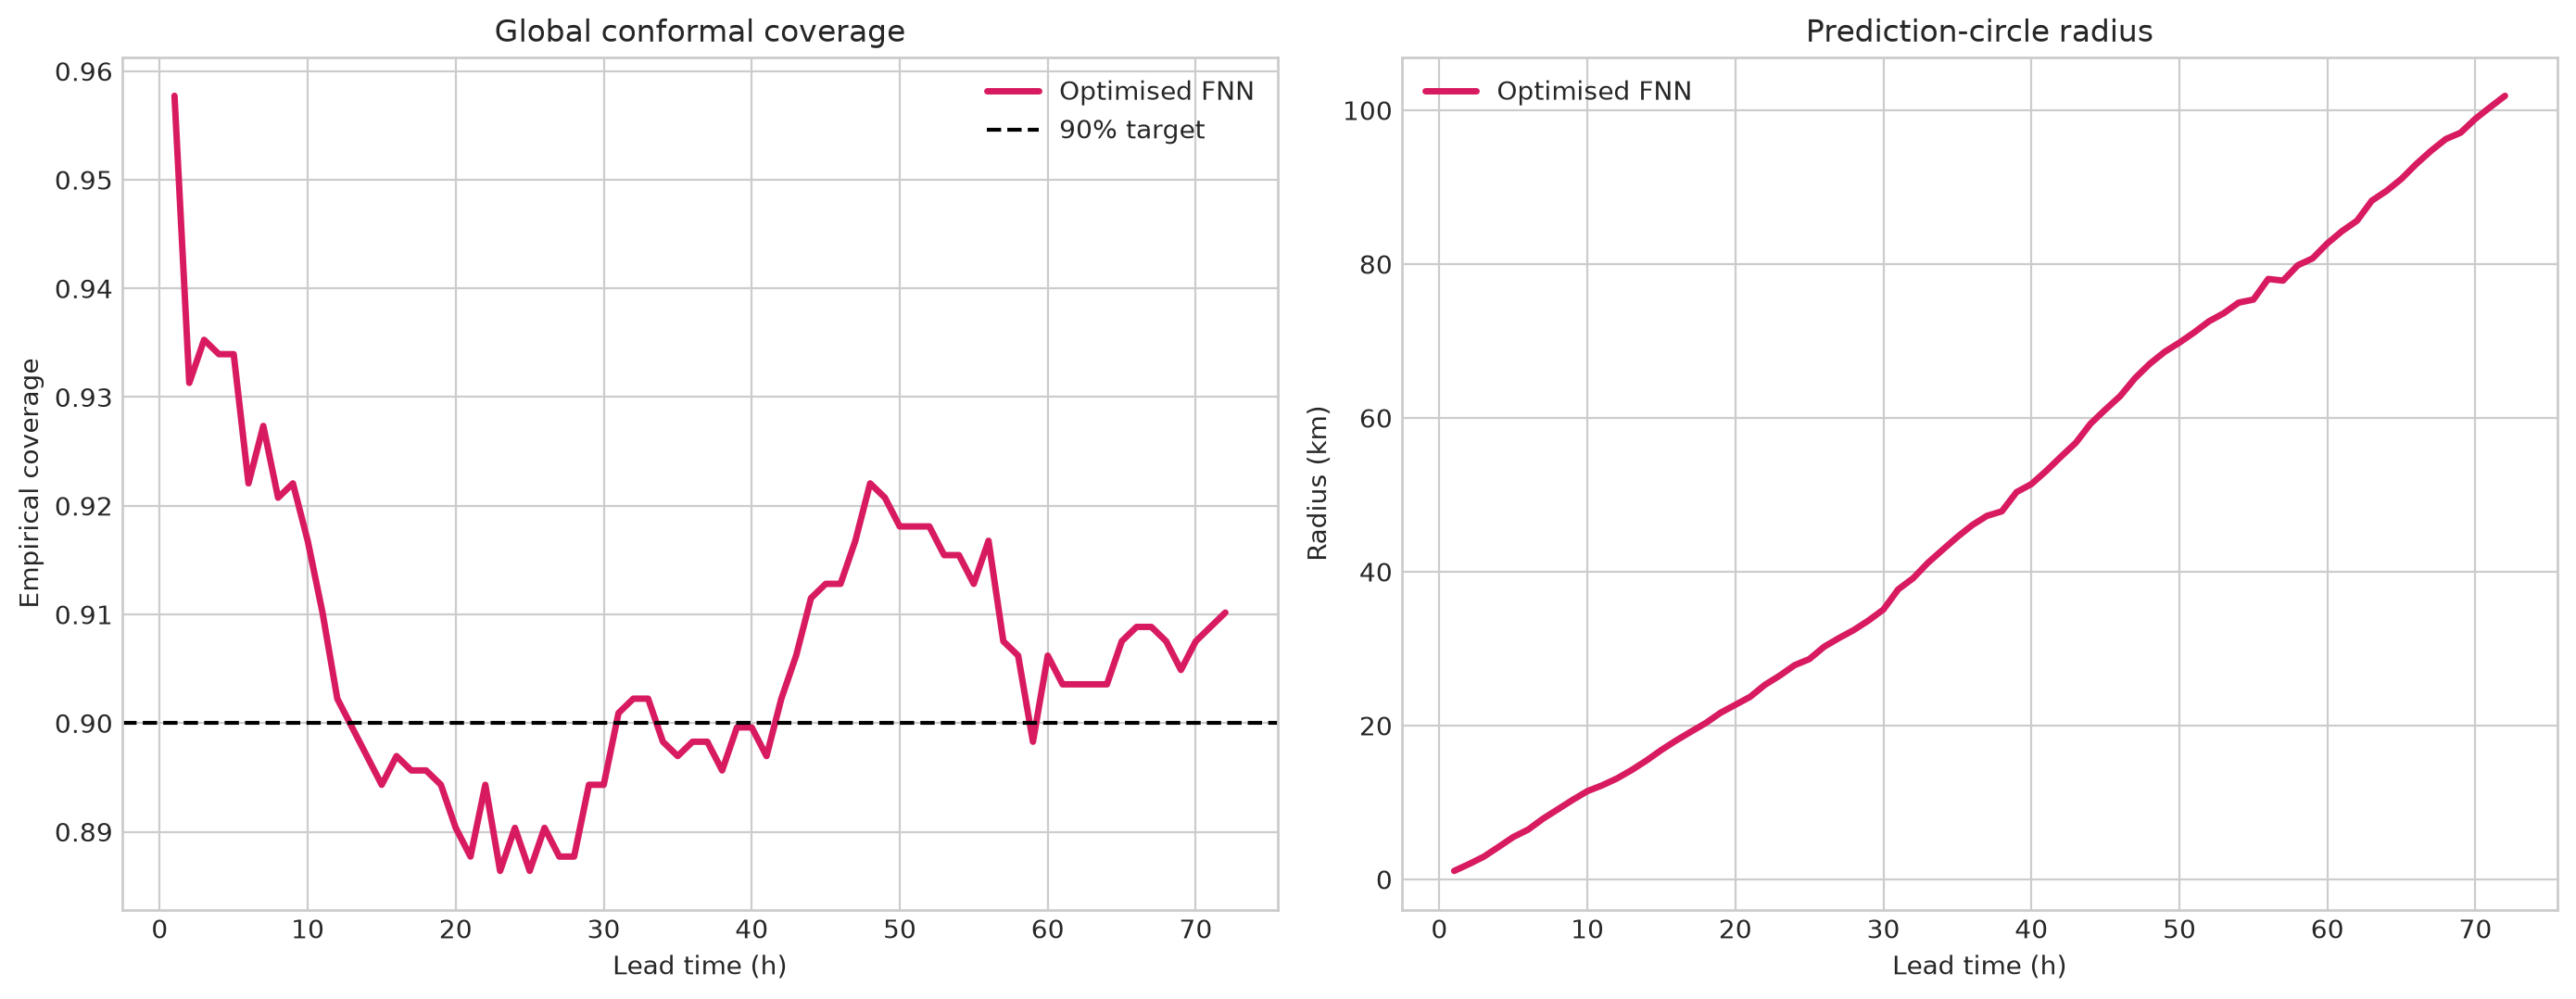 Global conformal coverage
Optimised FNN
90% target
0.96
0.95
0.94
0.93
0.92
0.91
0.90
0.89
Empirical coverage
0 10 20 30 40 50 60 70
Lead time (h)
Prediction-circle radius
Optimised FNN
100
80
60
40
20
0
Radius (km)
0 10 20 30 40 50 60 70
Lead time (h)